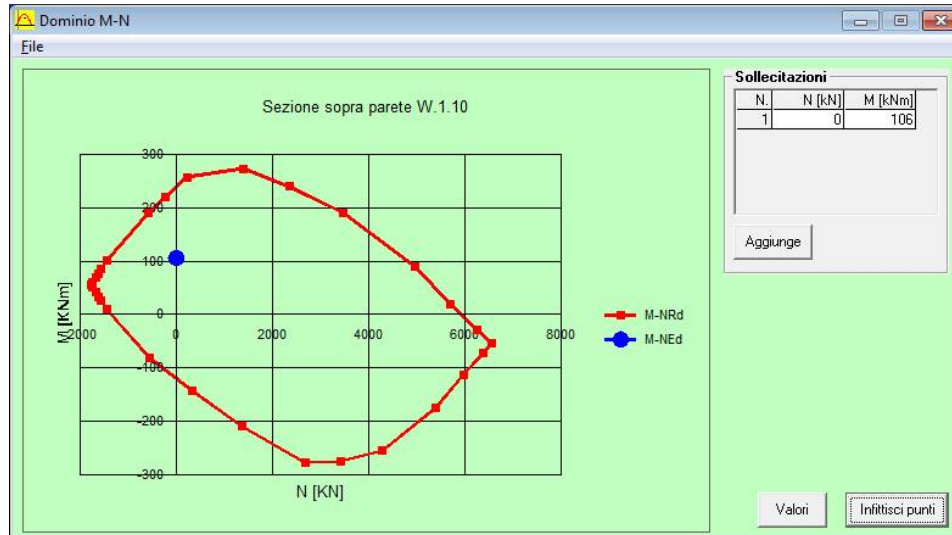 Dominio M-N
File
Sezione sopra parete W.1.10
300
200
100
0
-100
-200
-300
M [KNm]
-2000 0 2000 4000 6000 8000
N [KN]
M-NRd
M-NEd
Sollecitazioni
N. N [kN] M [kNm]
1 0 106
Aggiunge
Valori
Infittisci punti